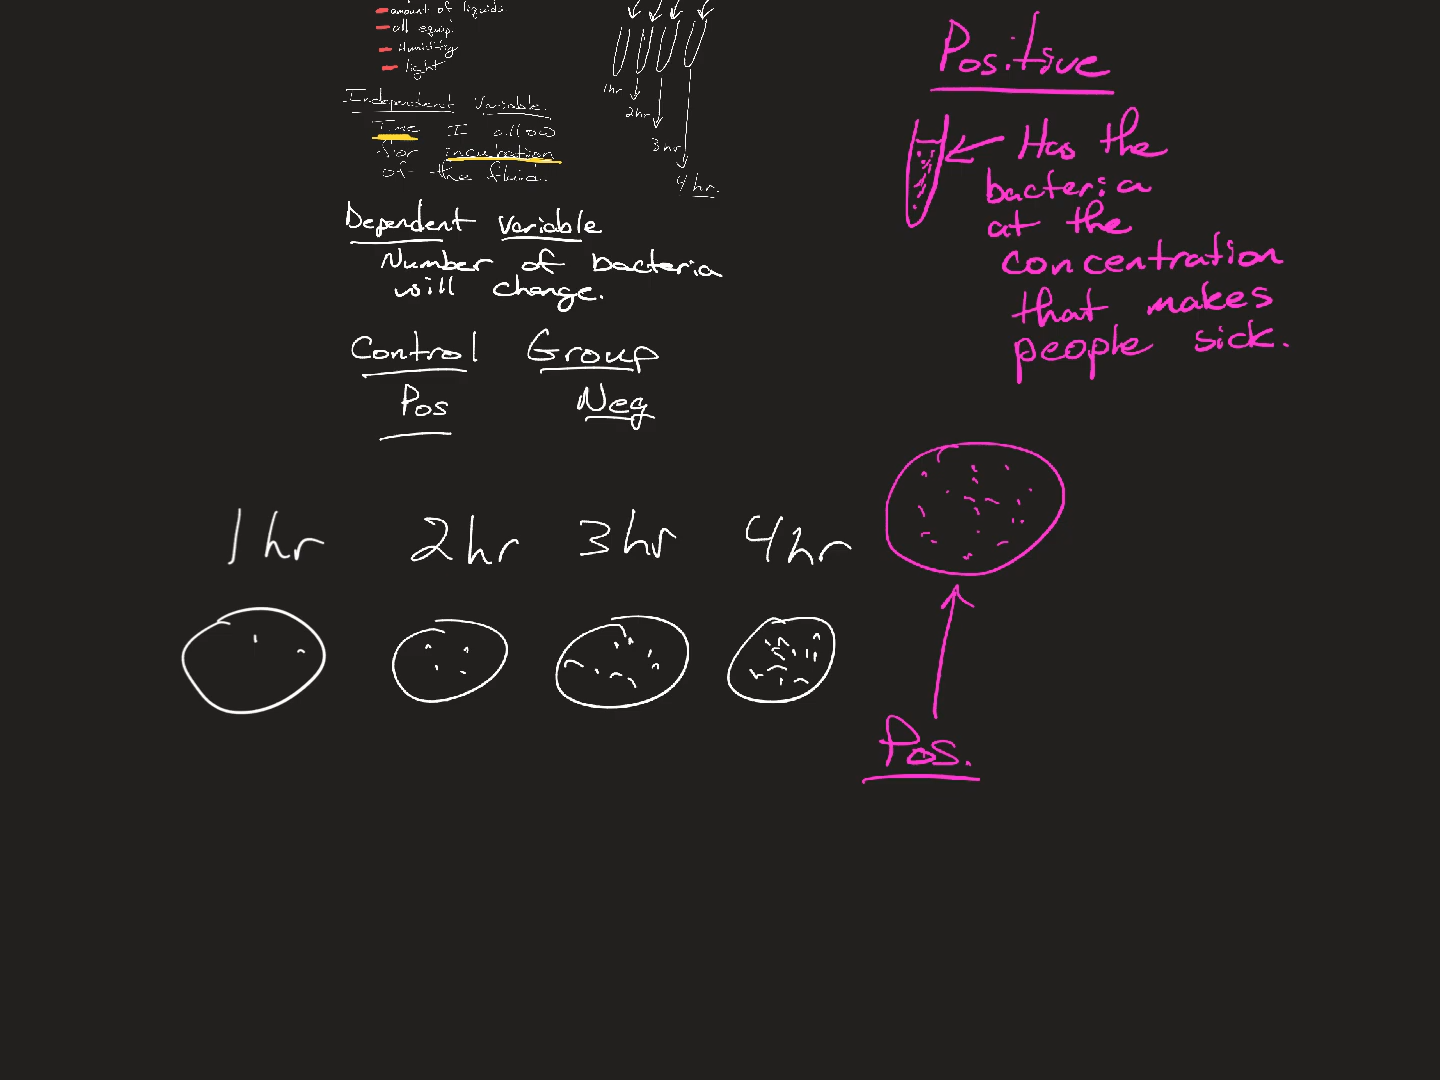 amount of liquids
all equip.
Humidity
light
Independent Variable
Time I allow
for incubation
of the fluid.
1hr
2hr
3hr
4hr.
Dependent Variable
Number of bacteria
will change.
Control Group
Pos Neg
Positive
Has the
bacteria
at the
concentration
that makes
people sick.
1hr 2hr 3hr 4hr
Pos.